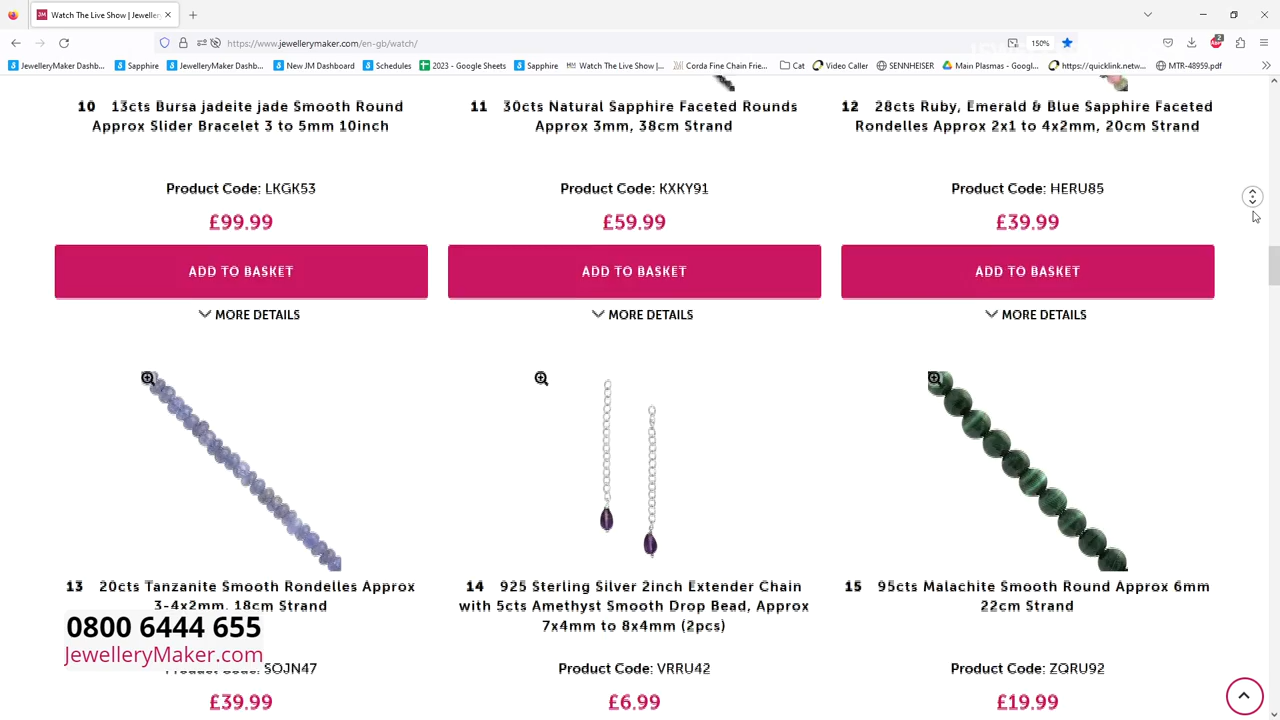 Watch The Live Show | Jeweller
https://www.jewellerymaker.com/en-gb/watch/
150%
2
JewelleryMaker Dashb...
Sapphire
JewelleryMaker Dashb...
New JM Dashboard
Schedules
2023 - Google Sheets
Sapphire
Watch The Live Show |...
Corda Fine Chain Frie...
Cat
Video Caller
SENNHEISER
Main Plasmas - Googl...
https://quicklink.netw...
MTR-48959.pdf
10 13cts Bursa jadeite jade Smooth Round
Approx Slider Bracelet 3 to 5mm 10inch
Product Code: LKGK53
£99.99
ADD TO BASKET
MORE DETAILS
11 30cts Natural Sapphire Faceted Rounds
Approx 3mm, 38cm Strand
Product Code: KXKY91
£59.99
ADD TO BASKET
MORE DETAILS
12 28cts Ruby, Emerald & Blue Sapphire Faceted
Rondelles Approx 2x1 to 4x2mm, 20cm Strand
Product Code: HERU85
£39.99
ADD TO BASKET
MORE DETAILS
13 20cts Tanzanite Smooth Rondelles Approx
3-4x2mm, 18cm Strand
Product Code: SOJN47
£39.99
14 925 Sterling Silver 2inch Extender Chain
with 5cts Amethyst Smooth Drop Bead, Approx
7x4mm to 8x4mm (2pcs)
Product Code: VRRU42
£6.99
15 95cts Malachite Smooth Round Approx 6mm
22cm Strand
Product Code: ZQRU92
£19.99
0800 6444 655
JewelleryMaker.com